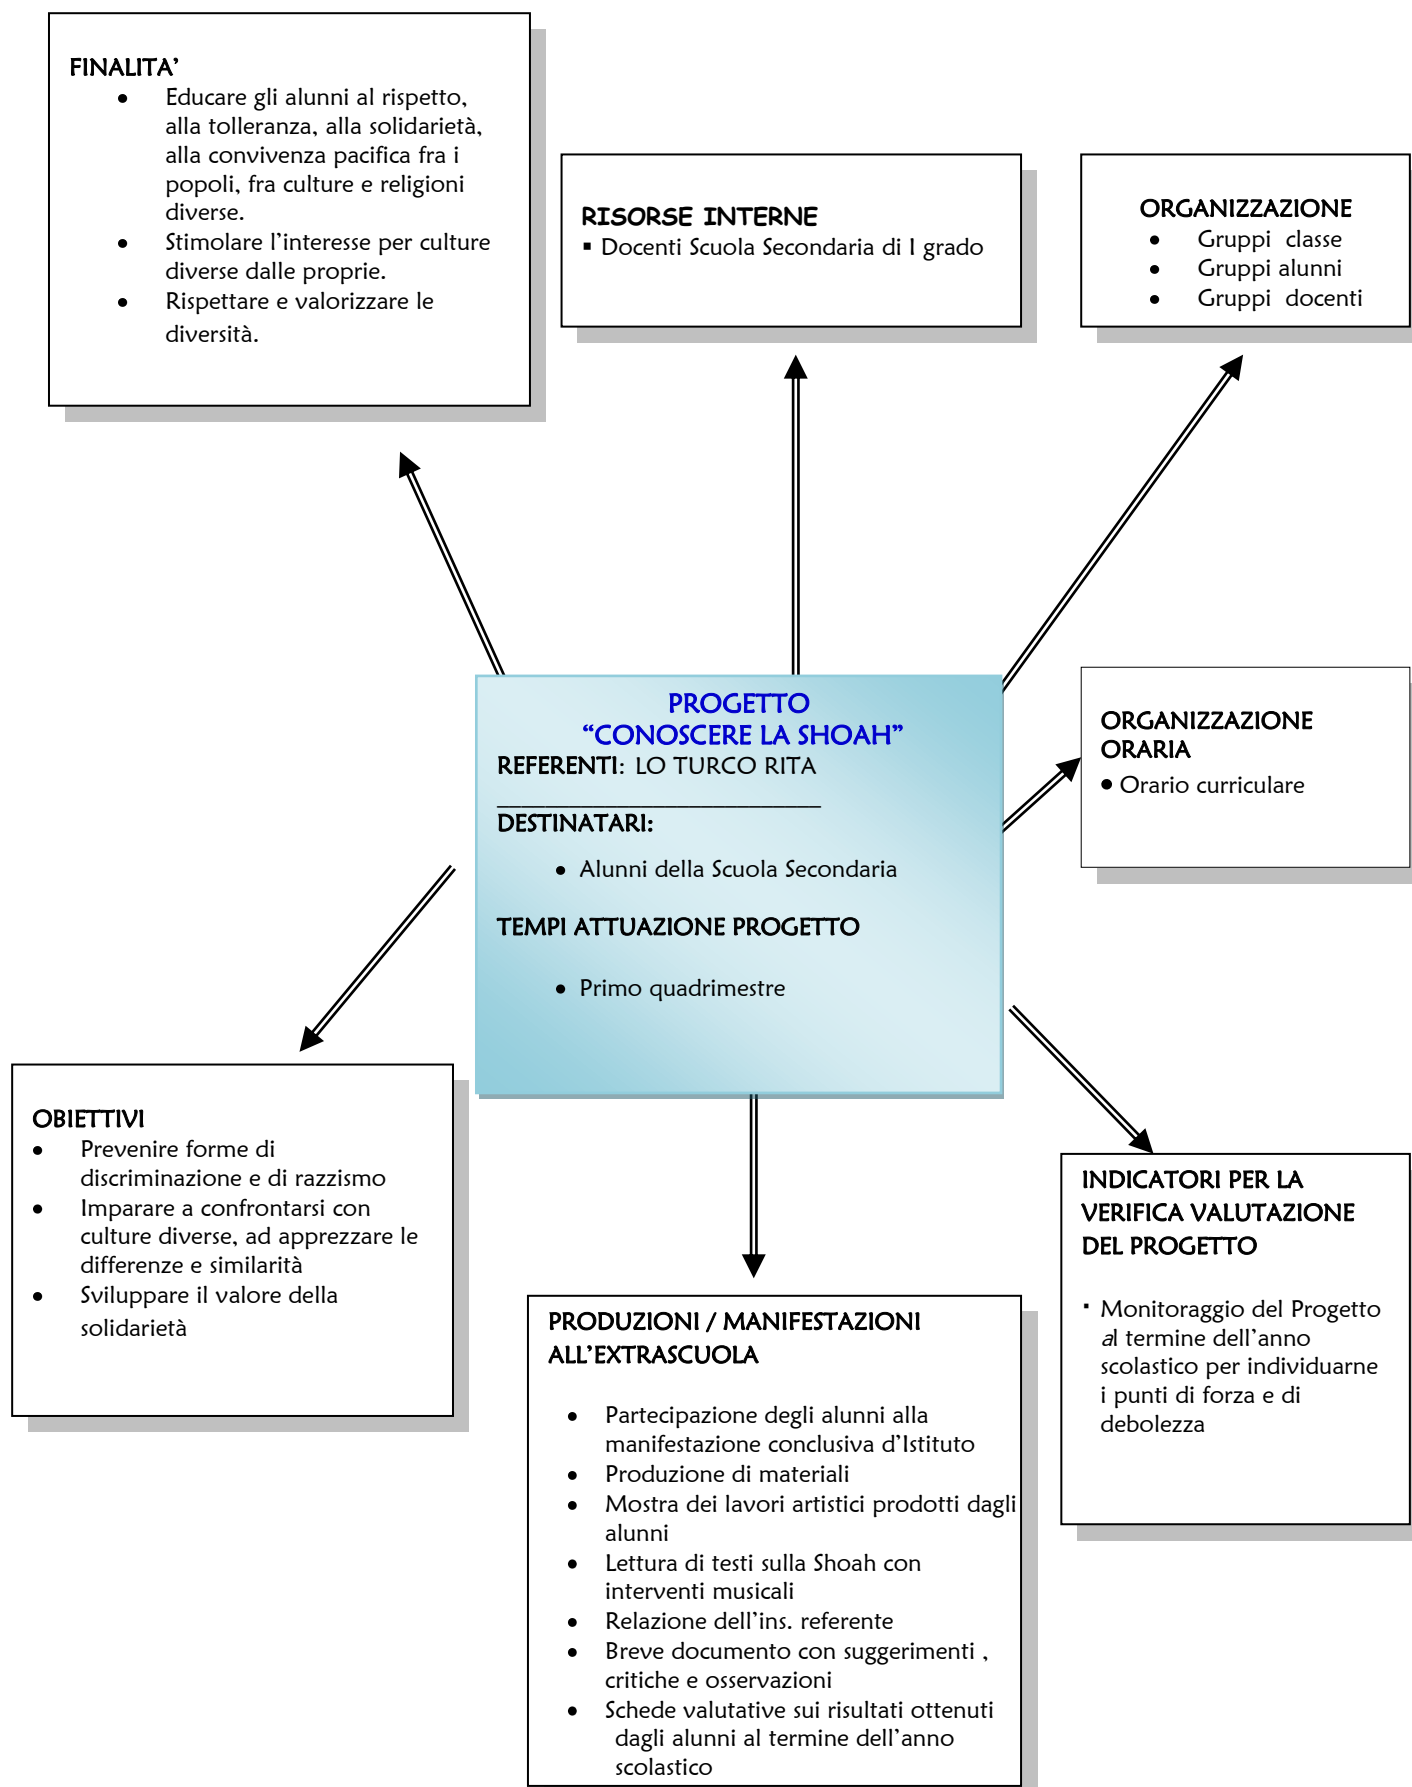 FINALITA’
• Educare gli alunni al rispetto,
alla tolleranza, alla solidarietà,
alla convivenza pacifica fra i
popoli, fra culture e religioni
diverse.
• Stimolare l’interesse per culture
diverse dalle proprie.
• Rispettare e valorizzare le
diversità.
RISORSE INTERNE
▪ Docenti Scuola Secondaria di I grado
ORGANIZZAZIONE
• Gruppi classe
• Gruppi alunni
• Gruppi docenti
PROGETTO
“CONOSCERE LA SHOAH”
REFERENTI: LO TURCO RITA
___________________________
DESTINATARI:
• Alunni della Scuola Secondaria
TEMPI ATTUAZIONE PROGETTO
• Primo quadrimestre
ORGANIZZAZIONE
ORARIA
• Orario curriculare
OBIETTIVI
• Prevenire forme di
discriminazione e di razzismo
• Imparare a confrontarsi con
culture diverse, ad apprezzare le
differenze e similarità
• Sviluppare il valore della
solidarietà
PRODUZIONI / MANIFESTAZIONI
ALL’EXTRASCUOLA
• Partecipazione degli alunni alla
manifestazione conclusiva d’Istituto
• Produzione di materiali
• Mostra dei lavori artistici prodotti dagli
alunni
• Lettura di testi sulla Shoah con
interventi musicali
• Relazione dell’ins. referente
• Breve documento con suggerimenti ,
critiche e osservazioni
• Schede valutative sui risultati ottenuti
dagli alunni al termine dell’anno
scolastico
INDICATORI PER LA
VERIFICA VALUTAZIONE
DEL PROGETTO
▪ Monitoraggio del Progetto
al termine dell’anno
scolastico per individuarne
i punti di forza e di
debolezza